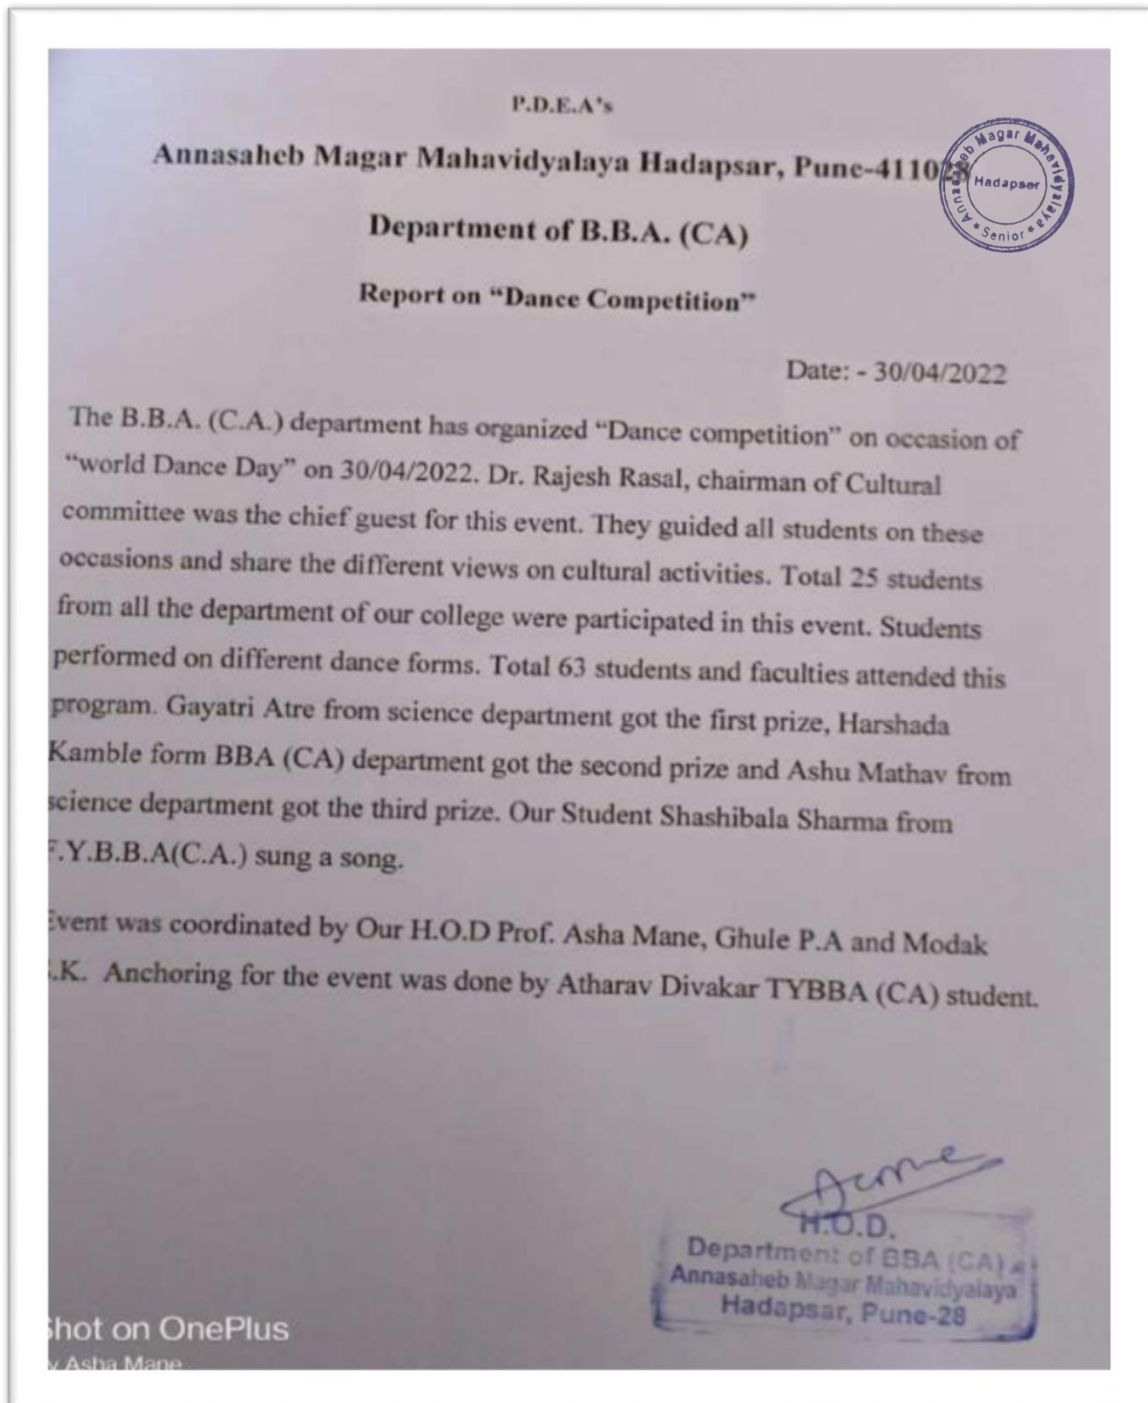 P.D.E.A's
Annasaheb Magar Mahavidyalaya Hadapsar, Pune-411028
Annasaheb Magar Mahavidyalaya
Hadapsar
* Senior *
Department of B.B.A. (CA)
Report on “Dance Competition”
Date: - 30/04/2022
The B.B.A. (C.A.) department has organized “Dance competition” on occasion of
“world Dance Day” on 30/04/2022. Dr. Rajesh Rasal, chairman of Cultural
committee was the chief guest for this event. They guided all students on these
occasions and share the different views on cultural activities. Total 25 students
from all the department of our college were participated in this event. Students
performed on different dance forms. Total 63 students and faculties attended this
program. Gayatri Atre from science department got the first prize, Harshada
Kamble form BBA (CA) department got the second prize and Ashu Mathav from
science department got the third prize. Our Student Shashibala Sharma from
F.Y.B.B.A(C.A.) sung a song.
Event was coordinated by Our H.O.D Prof. Asha Mane, Ghule P.A and Modak
.K. Anchoring for the event was done by Atharav Divakar TYBBA (CA) student.
H.O.D.
Department of BBA (CA)
Annasaheb Magar Mahavidyalaya
Hadapsar, Pune-28
Shot on OnePlus
y Asha Mane